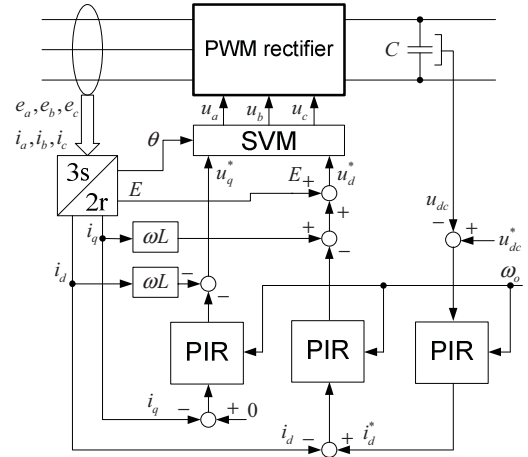 PWM rectifier
C
e_a, e_b, e_c
i_a, i_b, i_c
u_a u_b u_c
θ
SVM
3s
2r
E
u_q^*
E +
u_d^*
+
i_q
ωL
+
−
u_dc
− +
u_dc^*
i_d
ωL
−
−
ω_o
PIR
PIR
PIR
i_q − + 0
i_d − + i_d^*